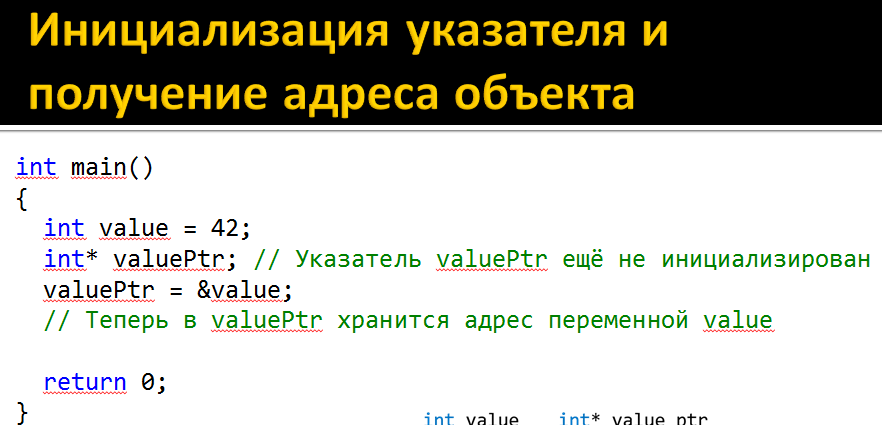 Инициализация указателя и
получение адреса объекта
int main()
{
int value = 42;
int* valuePtr; // Указатель valuePtr ещё не инициализирован
valuePtr = &value;
// Теперь в valuePtr хранится адрес переменной value
return 0;
}
int value int* value_ptr